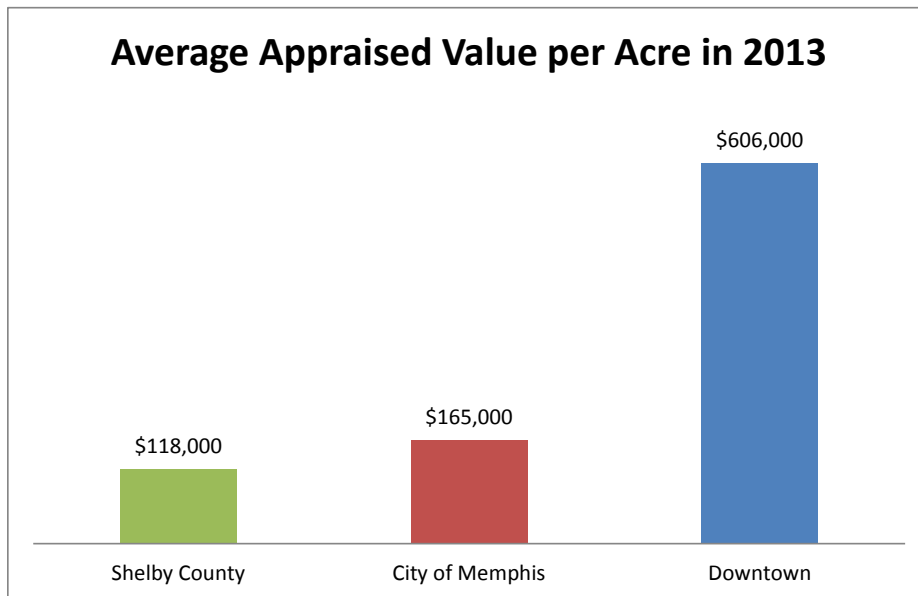 Average Appraised Value per Acre in 2013
$606,000
$165,000
$118,000
Shelby County
City of Memphis
Downtown